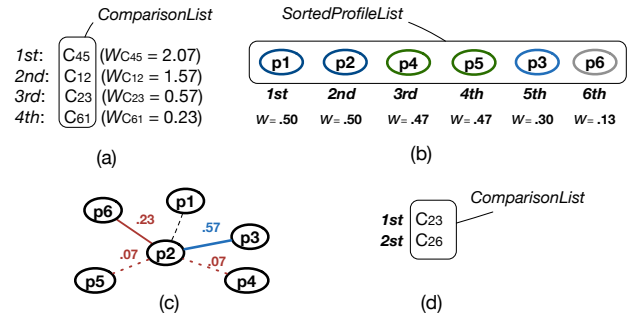 ComparisonList
1st: C45 (WC45 = 2.07)
2nd: C12 (WC12 = 1.57)
3rd: C23 (WC23 = 0.57)
4th: C61 (WC61 = 0.23)
(a)
SortedProfileList
p1 p2 p4 p5 p3 p6
1st 2nd 3rd 4th 5th 6th
W= .50 W= .50 W= .47 W= .47 W= .30 W= .13
(b)
p1
p6
.23
.57
p3
p2
.07
.07
p5
p4
(c)
ComparisonList
1st C23
2st C26
(d)